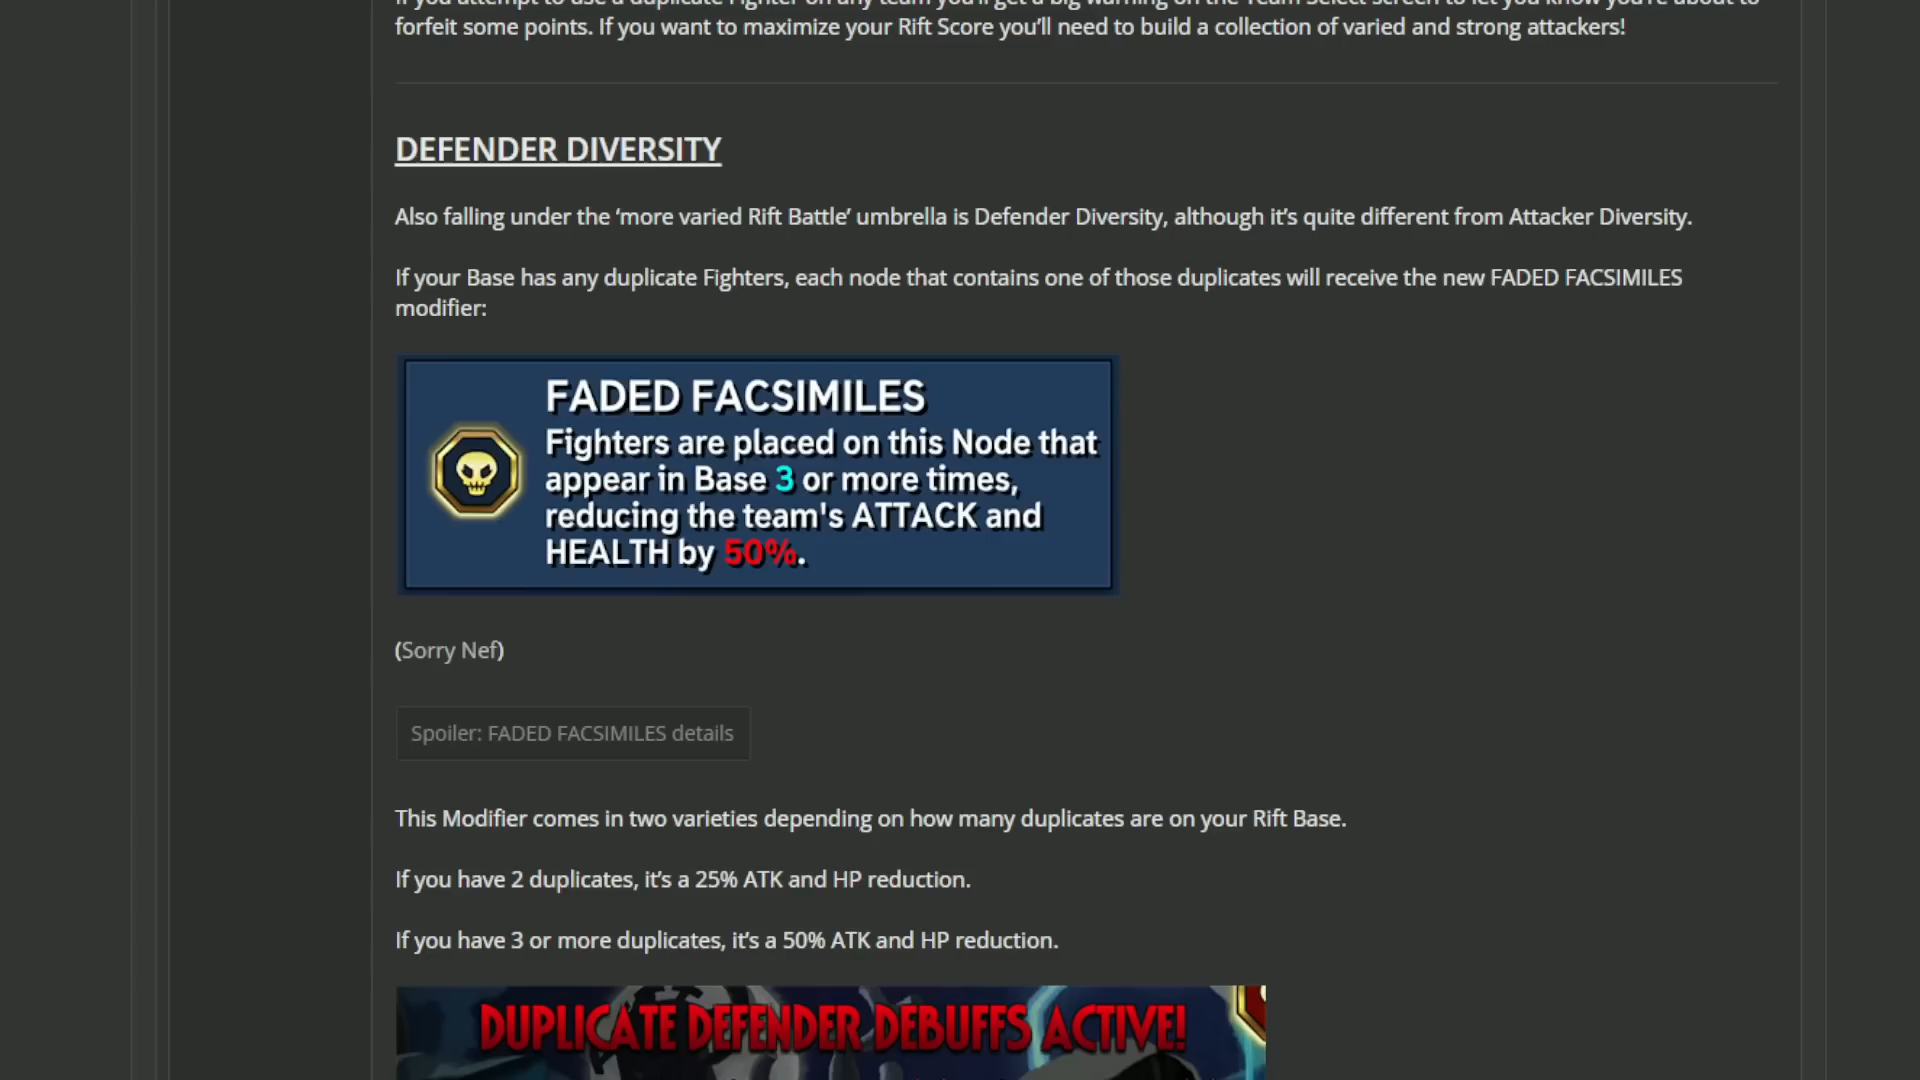 forfeit some points. If you want to maximize your Rift Score you'll need to build a collection of varied and strong attackers!
DEFENDER DIVERSITY
Also falling under the ‘more varied Rift Battle’ umbrella is Defender Diversity, although it’s quite different from Attacker Diversity.
If your Base has any duplicate Fighters, each node that contains one of those duplicates will receive the new FADED FACSIMILES
modifier:
FADED FACSIMILES
Fighters are placed on this Node that
appear in Base 3 or more times,
reducing the team's ATTACK and
HEALTH by 50%.
(Sorry Nef)
Spoiler: FADED FACSIMILES details
This Modifier comes in two varieties depending on how many duplicates are on your Rift Base.
If you have 2 duplicates, it’s a 25% ATK and HP reduction.
If you have 3 or more duplicates, it’s a 50% ATK and HP reduction.
DUPLICATE DEFENDER DEBUFFS ACTIVE!